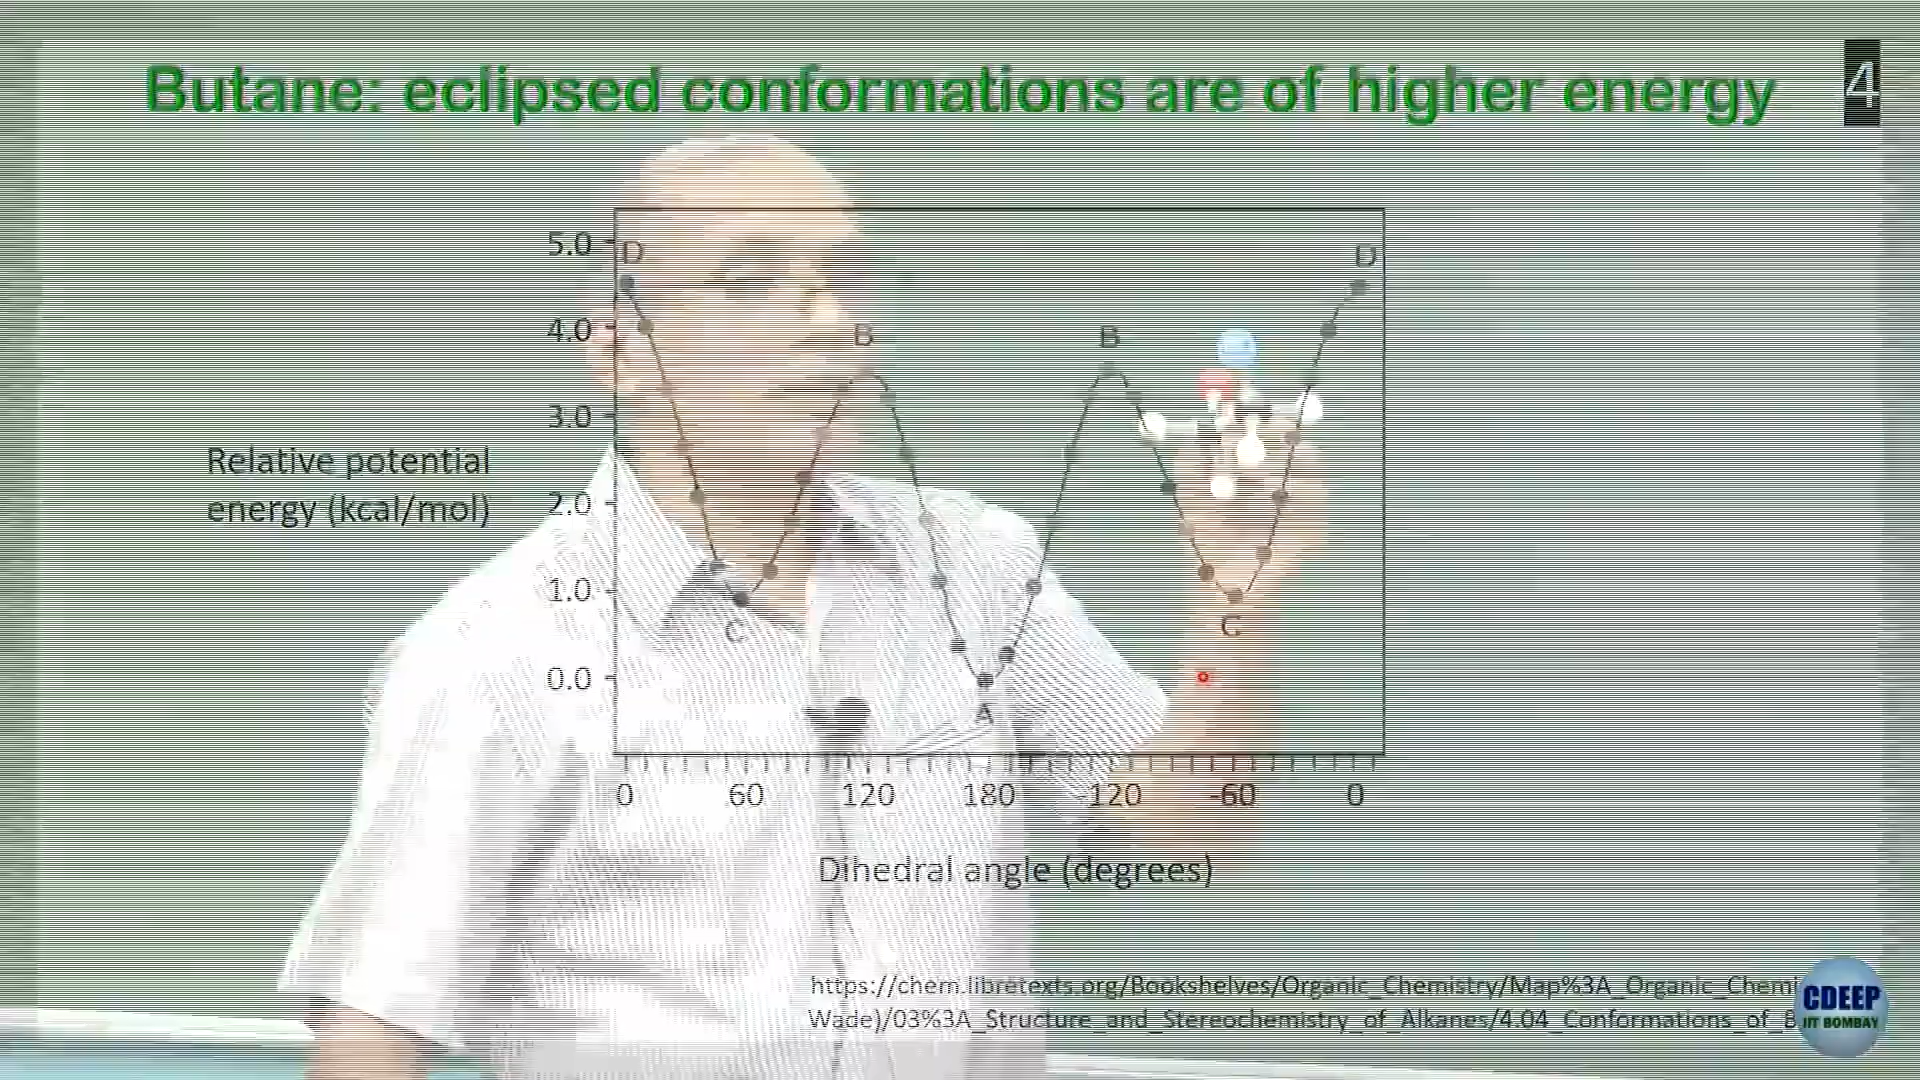 Butane: eclipsed conformations are of higher energy
4
5.0
D
D
4.0
B
B
3.0
Relative potential
energy (kcal/mol)
2.0
1.0
C
C
0.0
A
0 60 120 180 -120 -60 0
Dihedral angle (degrees)
https://chem.libretexts.org/Bookshelves/Organic_Chemistry/Map%3A_Organic_Chemi
Wade)/03%3A_Structure_and_Stereochemistry_of_Alkanes/4.04_Conformations_of_B
CDEEP
IIT BOMBAY